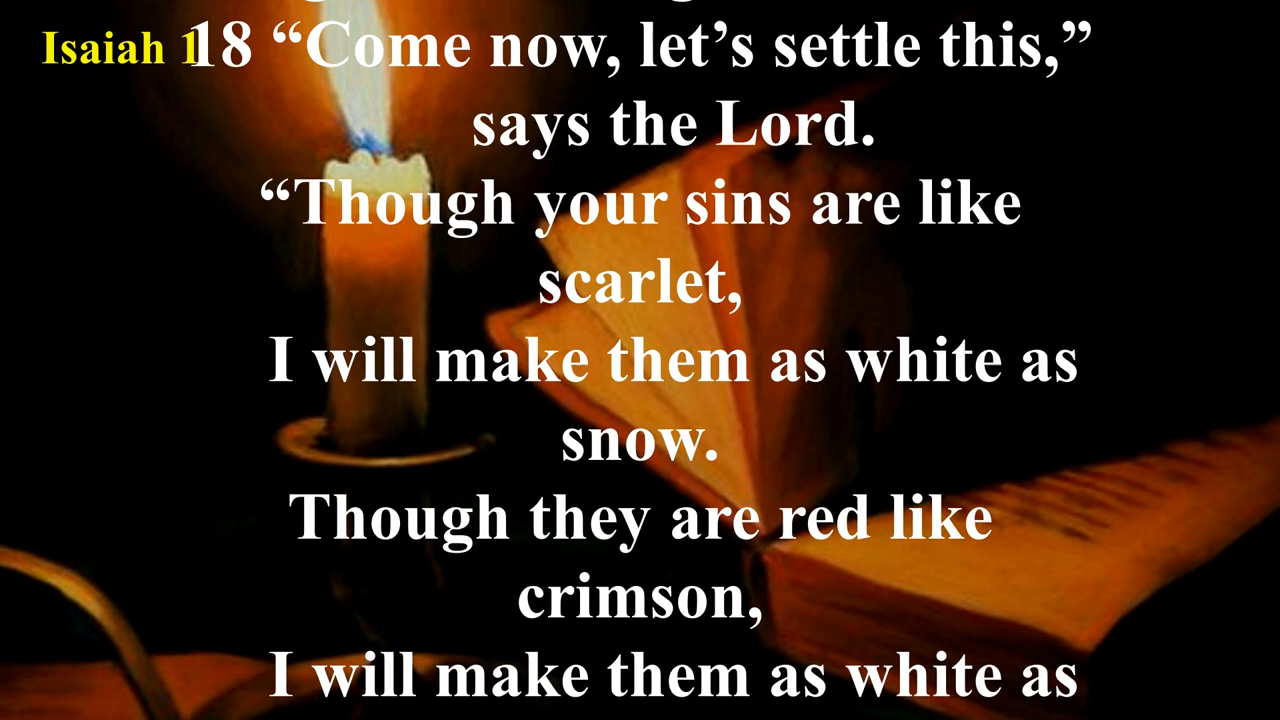 Isaiah 1
18 “Come now, let’s settle this,”
says the Lord.
“Though your sins are like
scarlet,
I will make them as white as
snow.
Though they are red like
crimson,
I will make them as white as